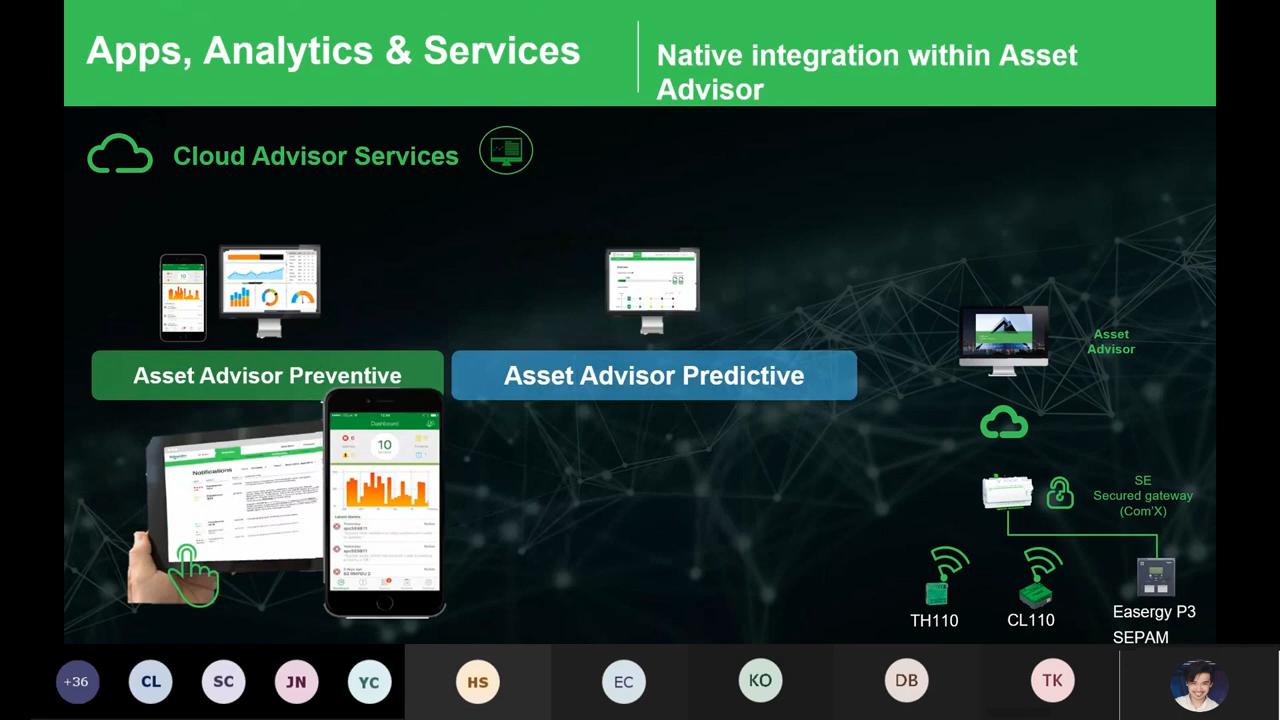 Apps, Analytics & Services
Native integration within Asset
Advisor
Cloud Advisor Services
Asset Advisor Preventive
Asset Advisor Predictive
Asset
Advisor
Notifications
Dashboard
10
SE
Secured gateway
(Com'X)
TH110
CL110
Easergy P3
SEPAM
+36
CL
SC
JN
YC
HS
EC
KO
DB
TK